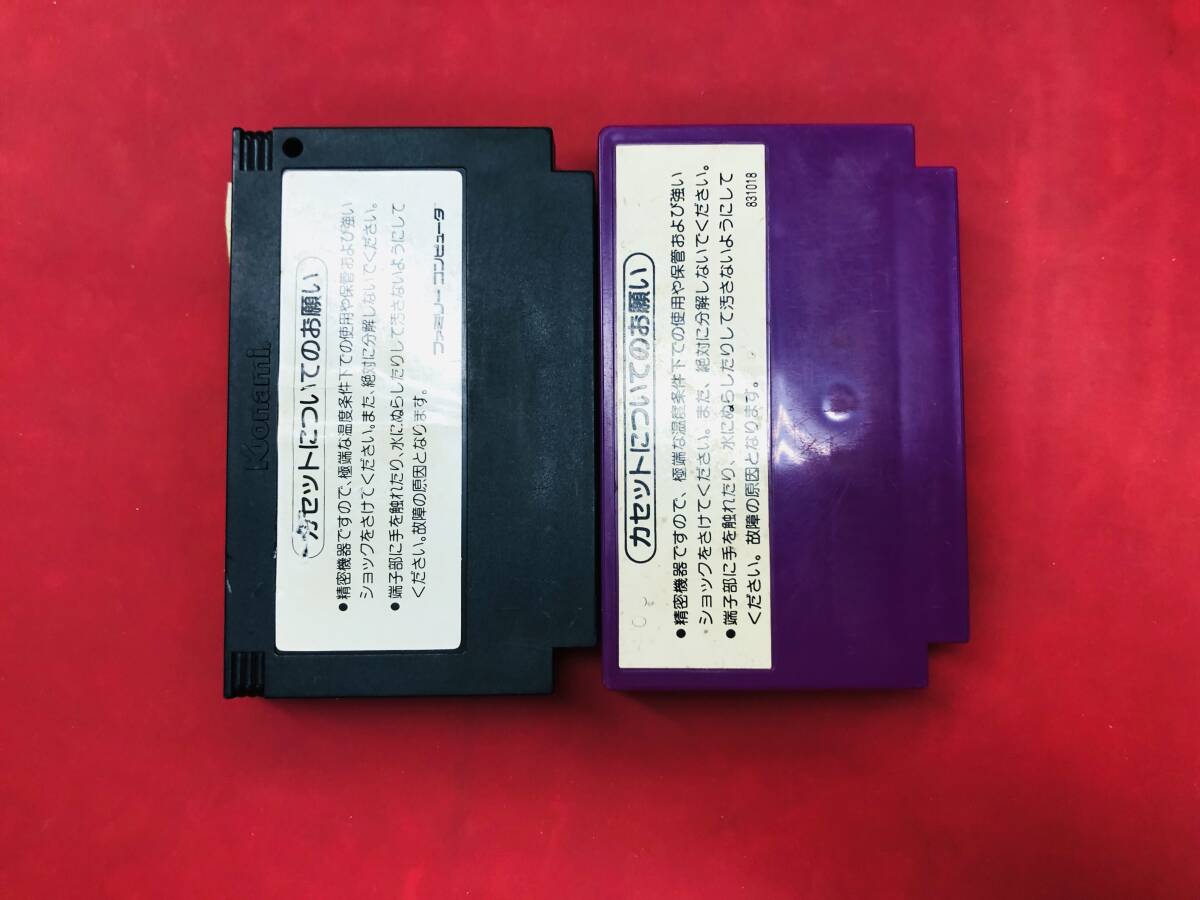 Konami
カセットについてのお願い
●精密機器ですので、極端な温度条件下での使用や保管および強い
ショックをさけてください。また、絶対に分解しないでください。
●端子部に手を触れたり、水にぬらしたりして汚さないようにして
ください。故障の原因となります。
ファミリーコンピュータ
カセットについてのお願い
●精密機器ですので、極端な温度条件下での使用や保管および強い
ショックをさけてください。また、絶対に分解しないでください。
●端子部に手を触れたり、水にぬらしたりして汚さないようにして
ください。故障の原因となります。
831018